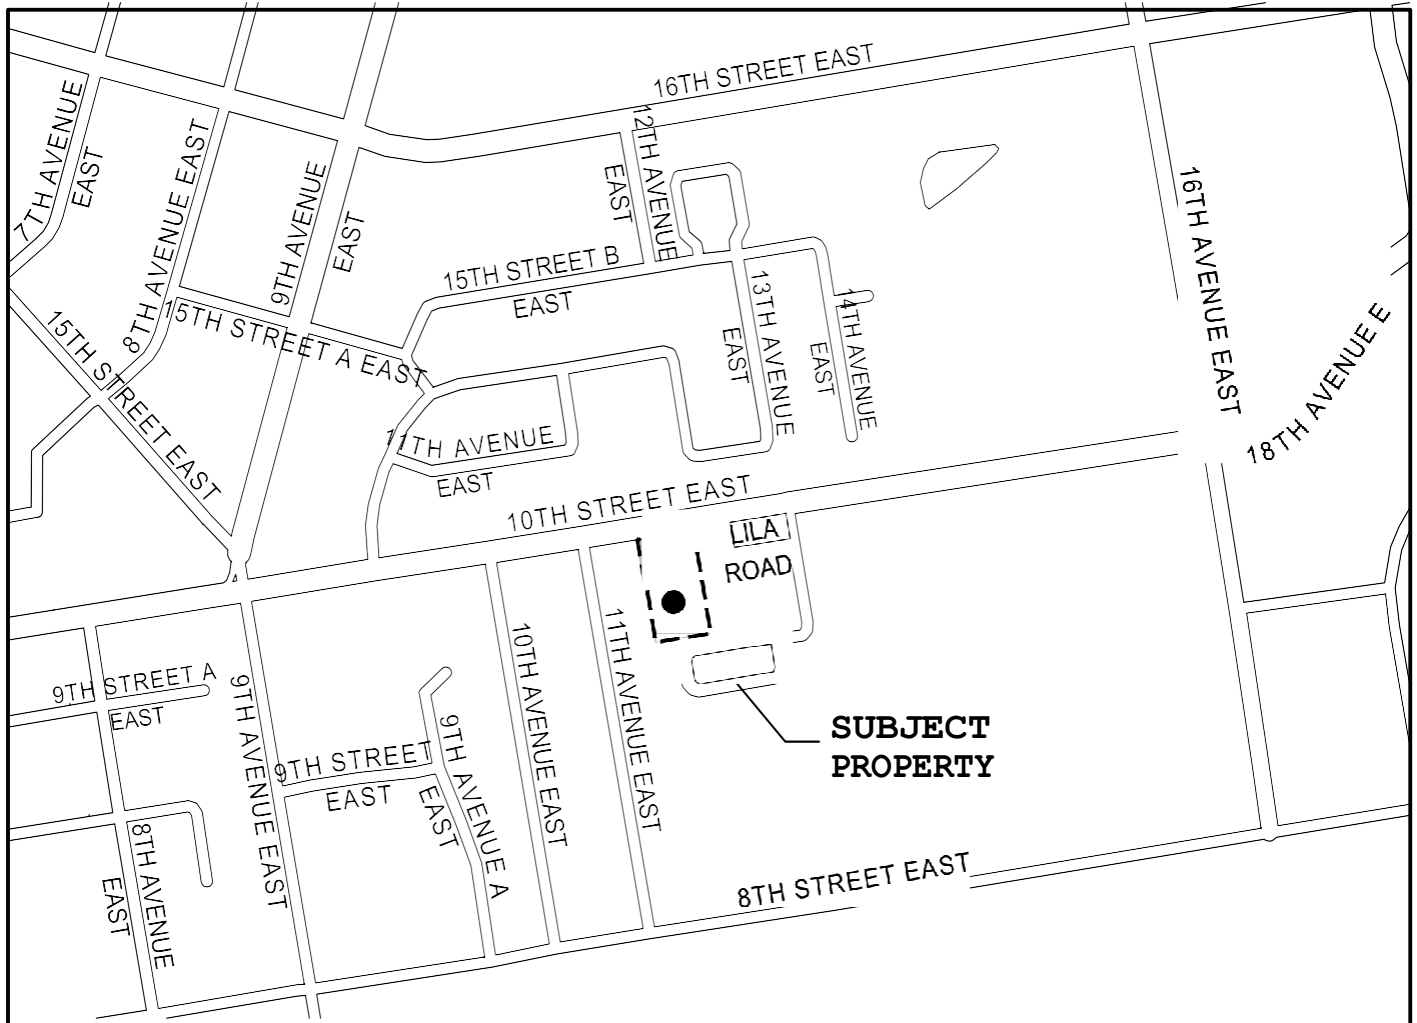 16TH STREET EAST
7TH AVENUE
EAST
8TH AVENUE EAST
9TH AVENUE
EAST
12TH AVENUE
EAST
16TH AVENUE EAST
15TH STREET B
EAST
15TH STREET A EAST
15TH STREET EAST
13TH AVENUE
EAST
14TH AVENUE
EAST
18TH AVENUE E
11TH AVENUE
EAST
10TH STREET EAST
LILA
ROAD
10TH AVENUE EAST
11TH AVENUE EAST
9TH STREET A
EAST
9TH AVENUE EAST
9TH STREET
EAST
9TH AVENUE A
EAST
SUBJECT
PROPERTY
8TH AVENUE
EAST
8TH STREET EAST